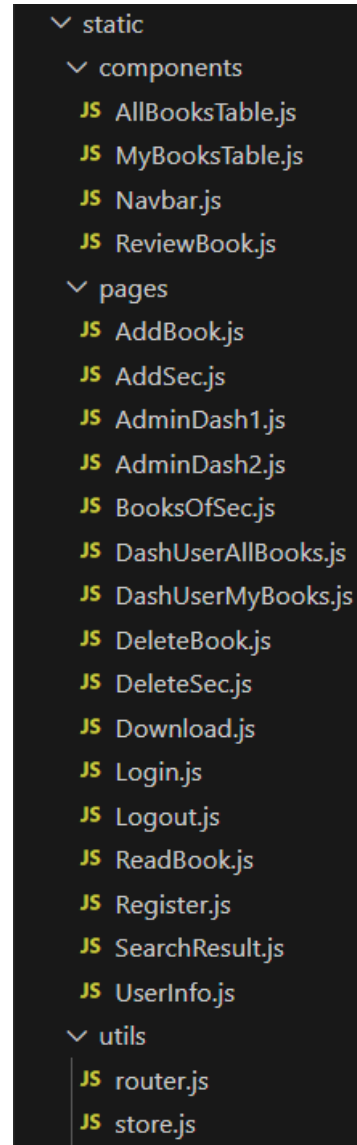 static
components
JS AllBooksTable.js
JS MyBooksTable.js
JS Navbar.js
JS ReviewBook.js
pages
JS AddBook.js
JS AddSec.js
JS AdminDash1.js
JS AdminDash2.js
JS BooksOfSec.js
JS DashUserAllBooks.js
JS DashUserMyBooks.js
JS DeleteBook.js
JS DeleteSec.js
JS Download.js
JS Login.js
JS Logout.js
JS ReadBook.js
JS Register.js
JS SearchResult.js
JS UserInfo.js
utils
JS router.js
JS store.js